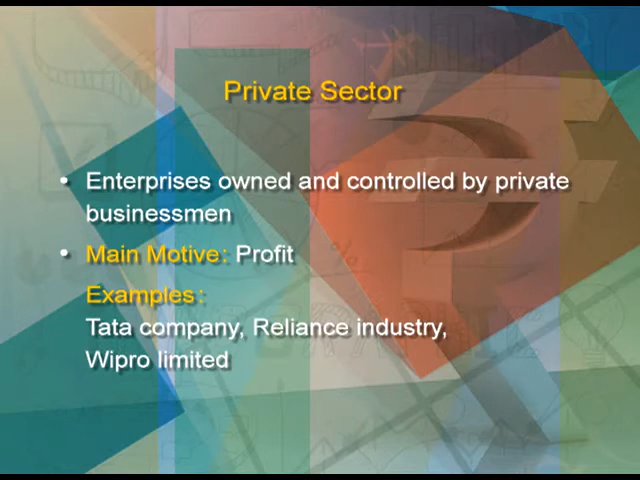 Private Sector
• Enterprises owned and controlled by private
businessmen
• Main Motive: Profit
Examples:
Tata company, Reliance industry,
Wipro limited